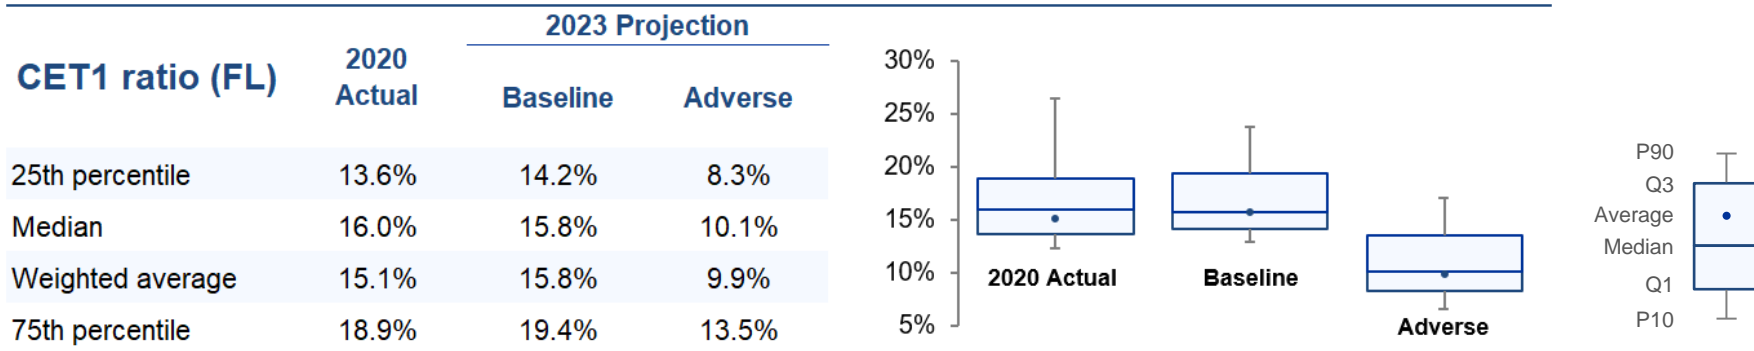 2023 Projection
CET1 ratio (FL)
2020
Actual
Baseline
Adverse
25th percentile 13.6% 14.2% 8.3%
Median 16.0% 15.8% 10.1%
Weighted average 15.1% 15.8% 9.9%
75th percentile 18.9% 19.4% 13.5%
30%
25%
20%
15%
10%
5%
2020 Actual
Baseline
Adverse
P90
Q3
Average
Median
Q1
P10